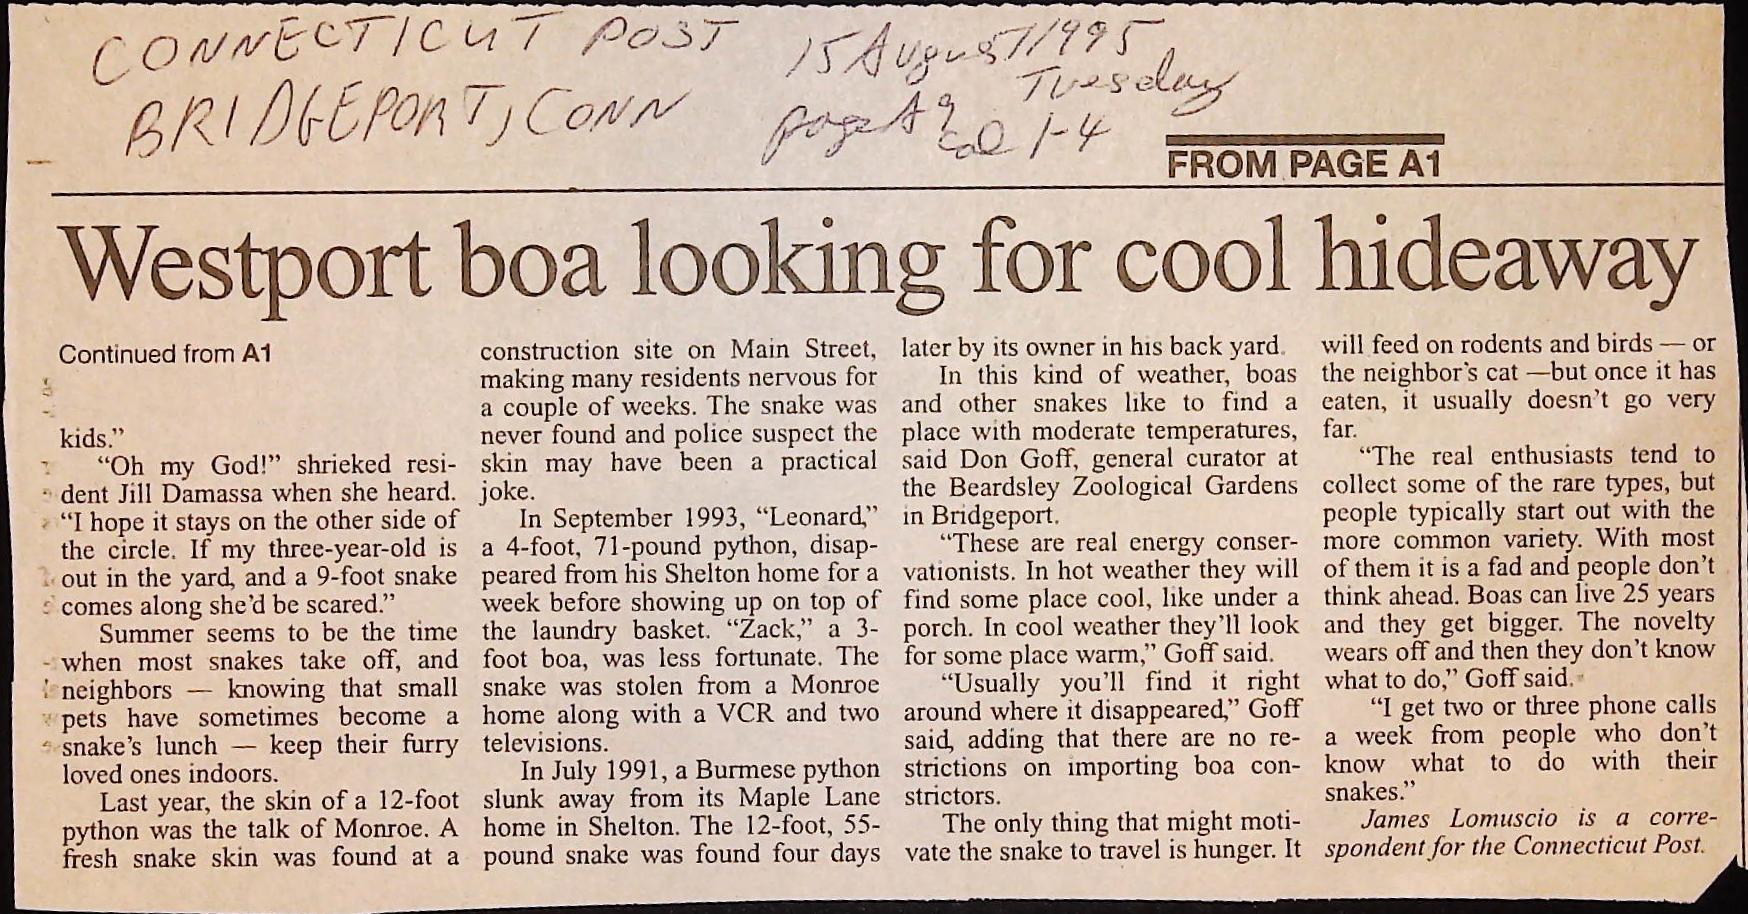 CONNECTICUT POST
BRIDGEPORT, CONN
15 August 1995
Tuesday
page A9
col 1-4
FROM PAGE A1
Westport boa looking for cool hideaway
Continued from A1
kids.”
“Oh my God!” shrieked resi-
dent Jill Damassa when she heard.
“I hope it stays on the other side of
the circle. If my three-year-old is
out in the yard, and a 9-foot snake
comes along she’d be scared.”
Summer seems to be the time
when most snakes take off, and
neighbors — knowing that small
pets have sometimes become a
snake’s lunch — keep their furry
loved ones indoors.
Last year, the skin of a 12-foot
python was the talk of Monroe. A
fresh snake skin was found at a
construction site on Main Street,
making many residents nervous for
a couple of weeks. The snake was
never found and police suspect the
skin may have been a practical
joke.
In September 1993, “Leonard,”
a 4-foot, 71-pound python, disap-
peared from his Shelton home for a
week before showing up on top of
the laundry basket. “Zack,” a 3-
foot boa, was less fortunate. The
snake was stolen from a Monroe
home along with a VCR and two
televisions.
In July 1991, a Burmese python
slunk away from its Maple Lane
home in Shelton. The 12-foot, 55-
pound snake was found four days
later by its owner in his back yard.
In this kind of weather, boas
and other snakes like to find a
place with moderate temperatures,
said Don Goff, general curator at
the Beardsley Zoological Gardens
in Bridgeport.
“These are real energy conser-
vationists. In hot weather they will
find some place cool, like under a
porch. In cool weather they’ll look
for some place warm,” Goff said.
“Usually you’ll find it right
around where it disappeared,” Goff
said, adding that there are no re-
strictions on importing boa con-
strictors.
The only thing that might moti-
vate the snake to travel is hunger. It
will feed on rodents and birds — or
the neighbor’s cat —but once it has
eaten, it usually doesn’t go very
far.
“The real enthusiasts tend to
collect some of the rare types, but
people typically start out with the
more common variety. With most
of them it is a fad and people don’t
think ahead. Boas can live 25 years
and they get bigger. The novelty
wears off and then they don’t know
what to do,” Goff said.
“I get two or three phone calls
a week from people who don’t
know what to do with their
snakes.”
James Lomuscio is a corre-
spondent for the Connecticut Post.